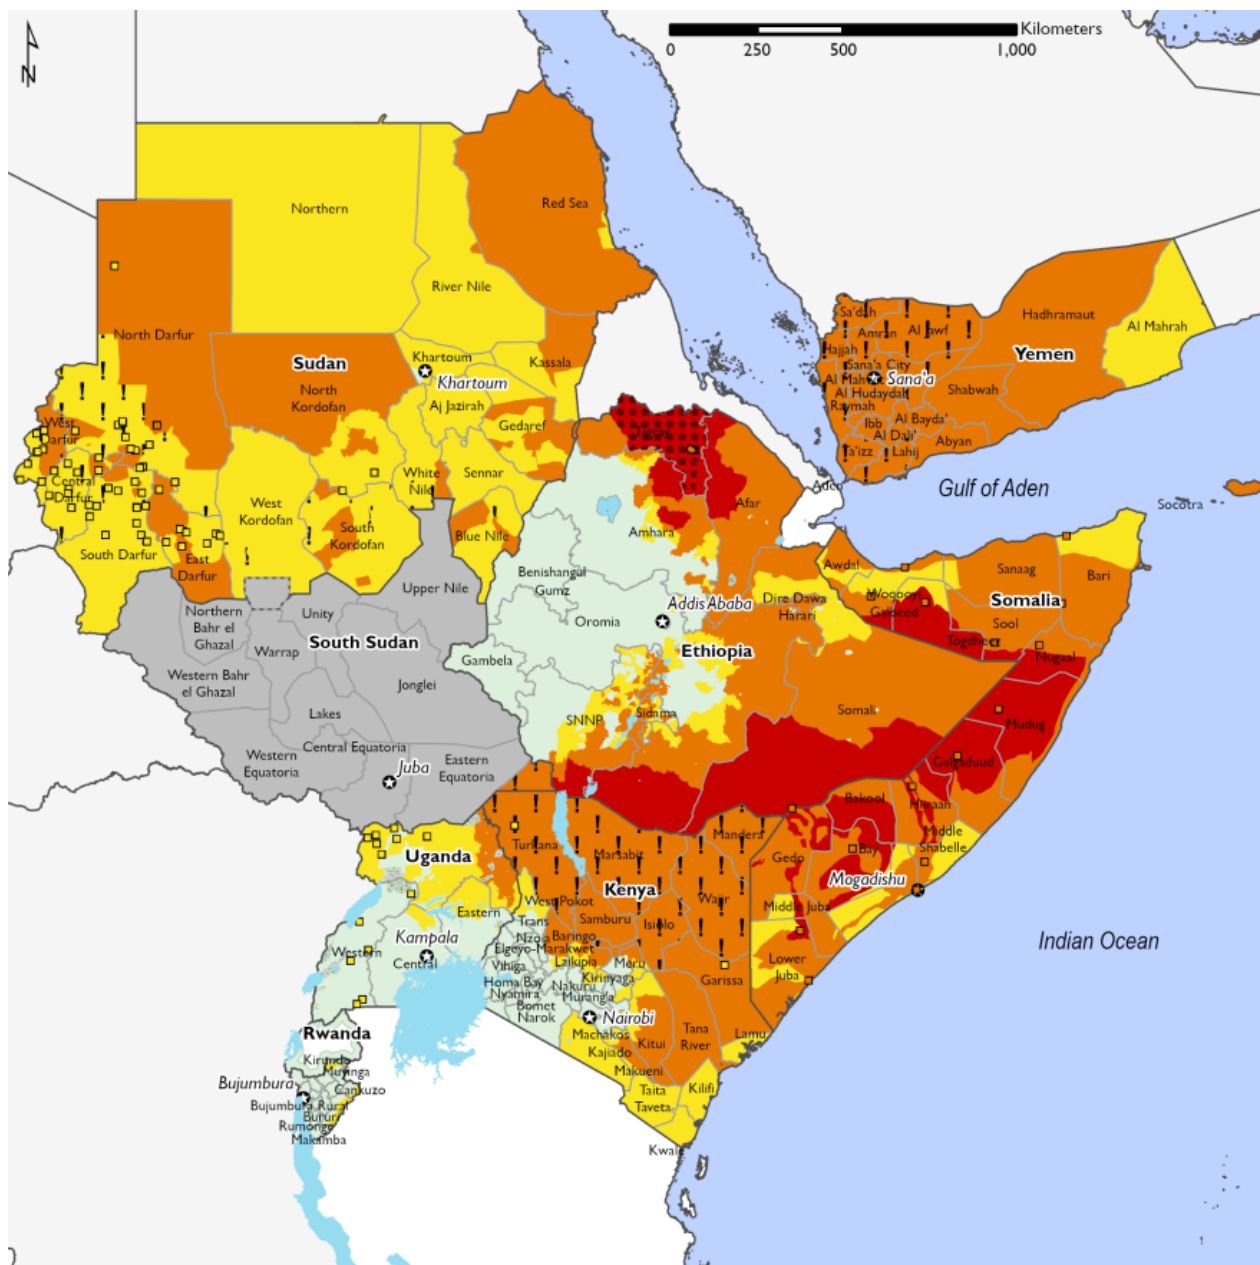 Kilometers
0 250 500 1,000
N
Red Sea
Northern
River Nile
North Darfur
Sudan
Khartoum
Khartoum
Kassala
North
Kordofan
Aj Jazirah
Gedaref
West
Darfur
White
Nile
Sennar
Central
Darfur
West
Kordofan
South
Kordofan
Blue Nile
South Darfur
East
Darfur
Sa'dah
Amran
Al Jawf
Hadhramaut
Al Mahrah
Hajjah
Yemen
Sana'a City
Sana'a
Al Hudaydah
Shabwah
Raymah
Ibb
Al Bayda'
Al Dali'
Abyan
Lahij
Aden
Gulf of Aden
Socotra
Tigray
Afar
Amhara
Benishangul
Gumz
Addis Ababa
Dire Dawa
Harari
Oromia
Ethiopia
Gambela
SNNP
Sidama
Somali
Awdal
Sanaag
Bari
Woqooyi
Galbeed
Somalia
Sool
Togdheer
Nugaal
Mudug
Galgaduud
Bakool
Hiiraan
Middle
Shabelle
Bay
Gedo
Mogadishu
Middle Juba
Lower
Juba
Upper Nile
Northern
Bahr el
Ghazal
Unity
South Sudan
Warrap
Western Bahr
el Ghazal
Jonglei
Lakes
Central Equatoria
Western
Equatoria
Eastern
Equatoria
Juba
Uganda
Turkana
Marsabit
Mandera
Kenya
Wajir
West Pokot
Samburu
Isiolo
Eastern
Trans
Nzoia
Baringo
Elgeyo-Marakwet
Laikipia
Meru
Kampala
Western
Central
Vihiga
Kirinyaga
Garissa
Homa Bay
Nakuru
Nyamira
Murang'a
Bomet
Narok
Nairobi
Machakos
Kitui
Tana
River
Lamu
Kajiado
Makueni
Taita
Taveta
Kilifi
Kwale
Rwanda
Kirundo
Muyinga
Bujumbura
Cankuzo
Bujumbura Rural
Bururi
Rumonge
Makamba
Indian Ocean